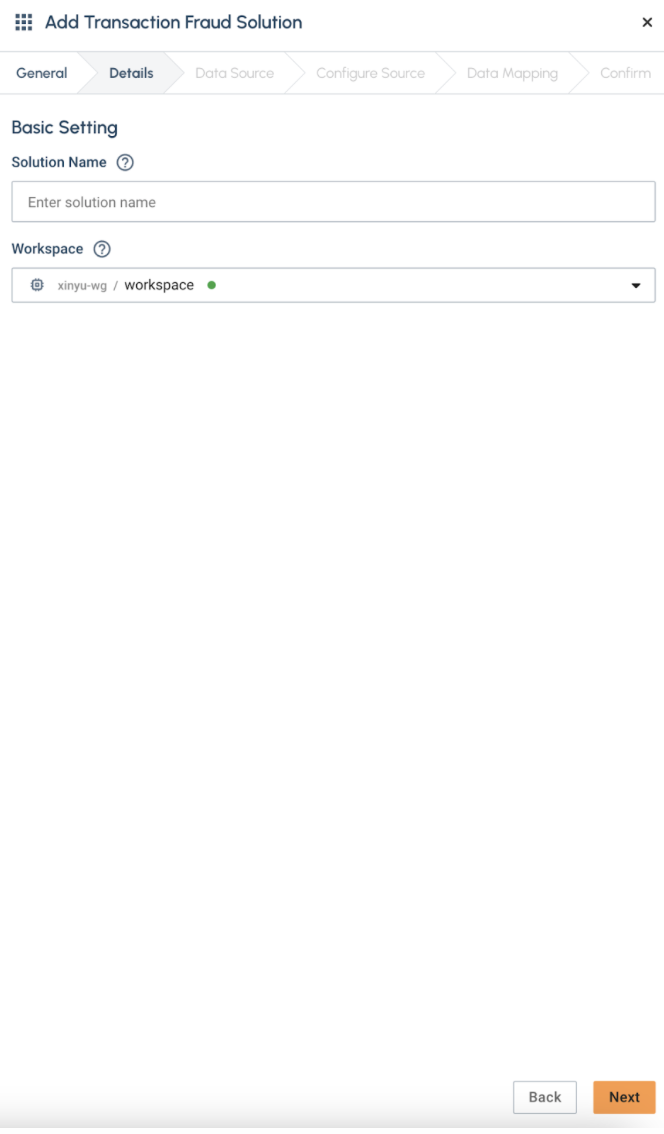 Add Transaction Fraud Solution
General Details Data Source Configure Source Data Mapping Confirm
Basic Setting
Solution Name
Enter solution name
Workspace
xinyu-wg / workspace
Back Next